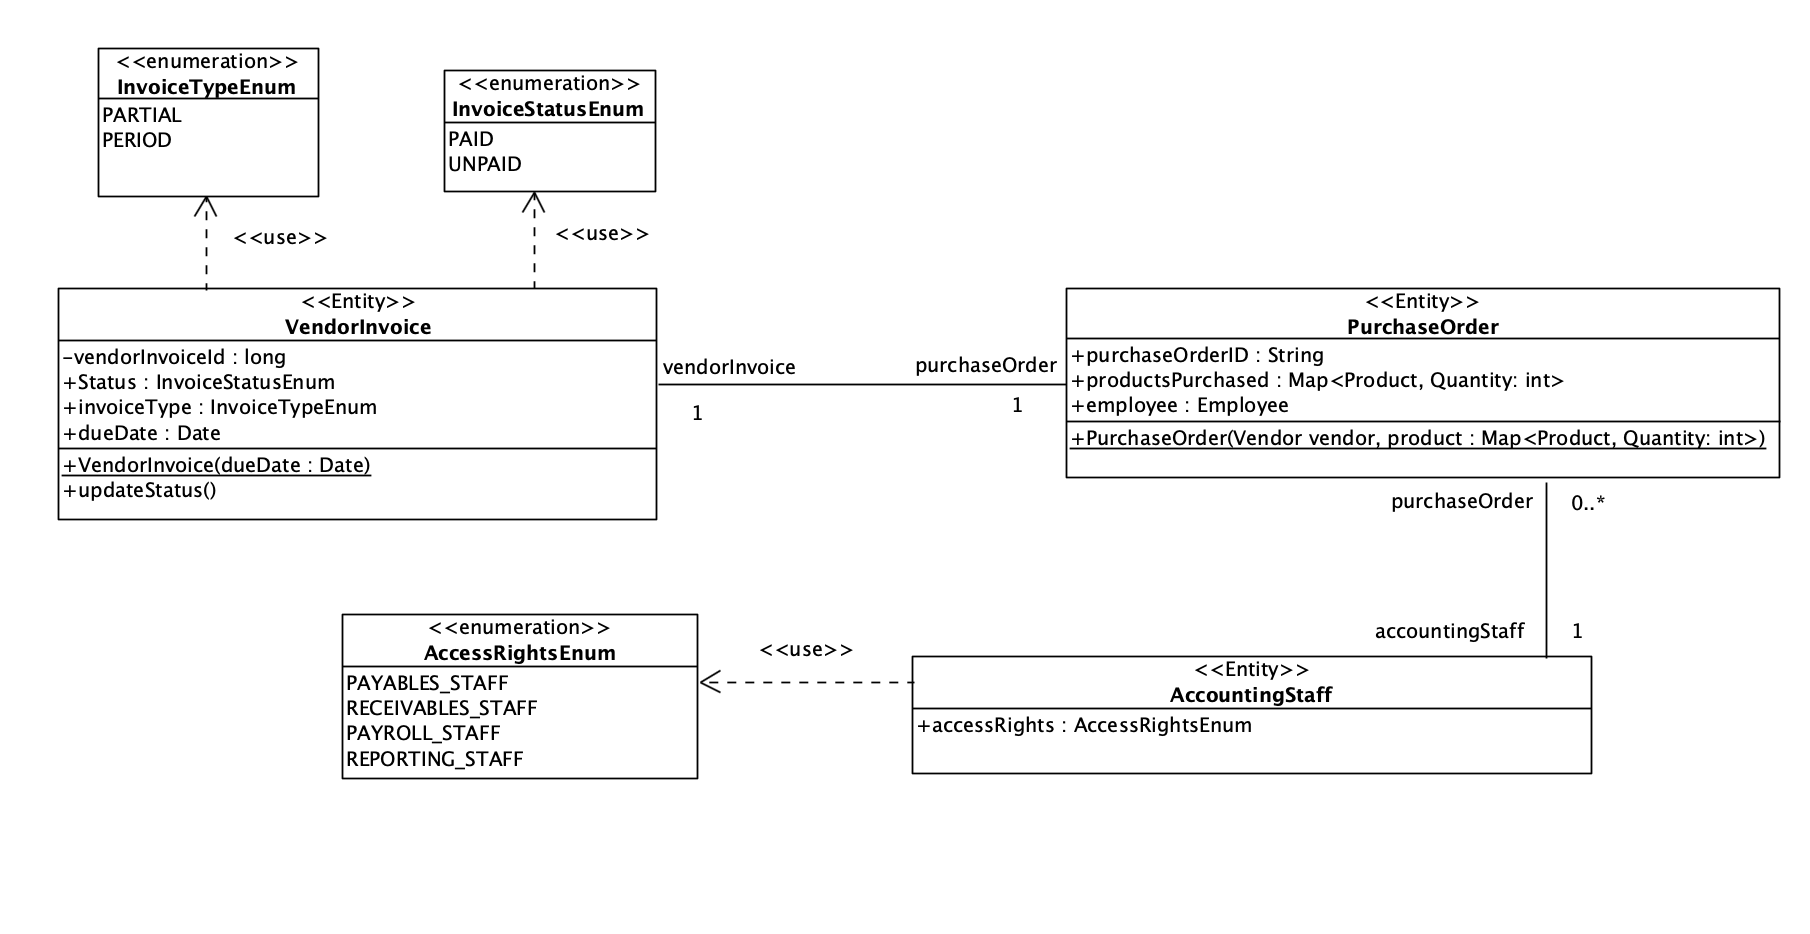 <<enumeration>>
InvoiceTypeEnum
PARTIAL
PERIOD
<<enumeration>>
InvoiceStatusEnum
PAID
UNPAID
<<use>>
<<use>>
<<Entity>>
VendorInvoice
-vendorInvoiceId : long
+Status : InvoiceStatusEnum
+invoiceType : InvoiceTypeEnum
+dueDate : Date
+VendorInvoice(dueDate : Date)
+updateStatus()
vendorInvoice
1
purchaseOrder
1
<<Entity>>
PurchaseOrder
+purchaseOrderID : String
+productsPurchased : Map<Product, Quantity: int>
+employee : Employee
+PurchaseOrder(Vendor vendor, product : Map<Product, Quantity: int>)
purchaseOrder
0..*
accountingStaff
1
<<enumeration>>
AccessRightsEnum
PAYABLES_STAFF
RECEIVABLES_STAFF
PAYROLL_STAFF
REPORTING_STAFF
<<use>>
<<Entity>>
AccountingStaff
+accessRights : AccessRightsEnum